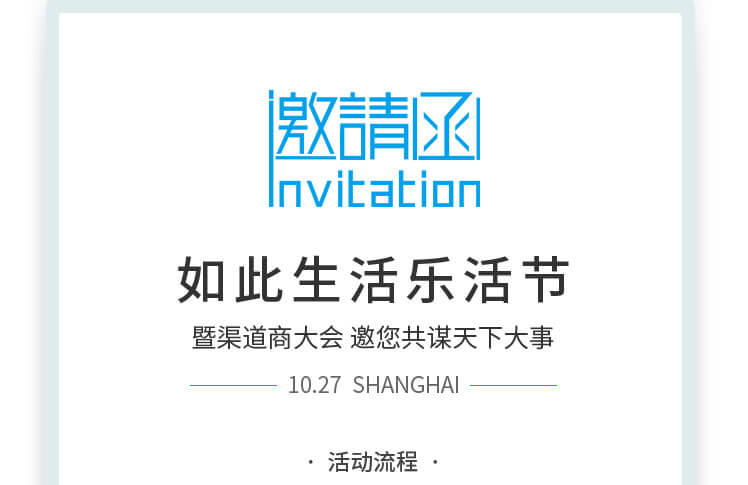 邀請函
Invitation
如此生活乐活节
暨渠道商大会 邀您共谋天下大事
10.27 SHANGHAI
· 活动流程 ·